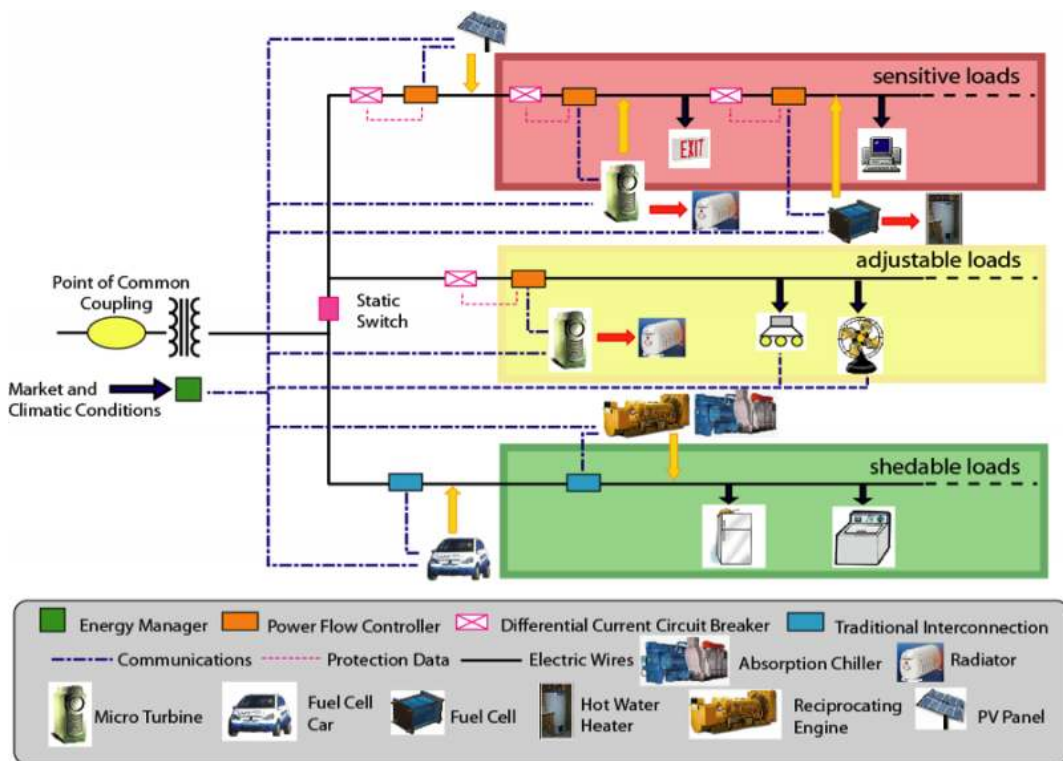 sensitive loads
EXIT
adjustable loads
Point of Common
Coupling
Static
Switch
Market and
Climatic Conditions
shedable loads
Energy Manager
Power Flow Controller
Differential Current Circuit Breaker
Traditional Interconnection
Communications
Protection Data
Electric Wires
Absorption Chiller
Radiator
Micro Turbine
Fuel Cell
Car
Fuel Cell
Hot Water
Heater
Reciprocating
Engine
PV Panel